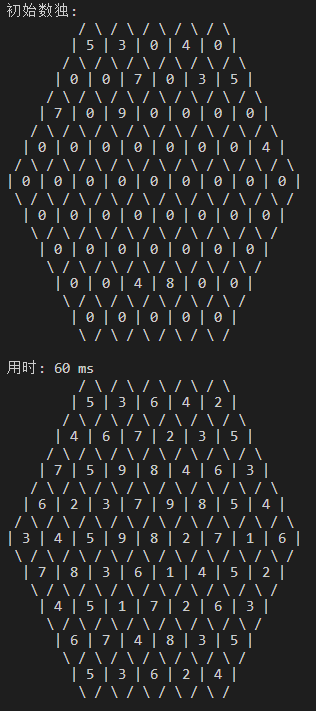 初始数独:
/ \ / \ / \ / \ / \
| 5 | 3 | 0 | 4 | 0 |
/ \ / \ / \ / \ / \ / \
| 0 | 0 | 7 | 0 | 3 | 5 |
/ \ / \ / \ / \ / \ / \ / \
| 7 | 0 | 9 | 0 | 0 | 0 | 0 |
/ \ / \ / \ / \ / \ / \ / \ / \
| 0 | 0 | 0 | 0 | 0 | 0 | 0 | 4 |
/ \ / \ / \ / \ / \ / \ / \ / \ / \
| 0 | 0 | 0 | 0 | 0 | 0 | 0 | 0 | 0 |
\ / \ / \ / \ / \ / \ / \ / \ / \ /
| 0 | 0 | 0 | 0 | 0 | 0 | 0 | 0 |
\ / \ / \ / \ / \ / \ / \ / \ /
| 0 | 0 | 0 | 0 | 0 | 0 | 0 |
\ / \ / \ / \ / \ / \ / \ /
| 0 | 0 | 4 | 8 | 0 | 0 |
\ / \ / \ / \ / \ / \ /
| 0 | 0 | 0 | 0 | 0 |
\ / \ / \ / \ / \ /
用时: 60 ms
/ \ / \ / \ / \ / \
| 5 | 3 | 6 | 4 | 2 |
/ \ / \ / \ / \ / \ / \
| 4 | 6 | 7 | 2 | 3 | 5 |
/ \ / \ / \ / \ / \ / \ / \
| 7 | 5 | 9 | 8 | 4 | 6 | 3 |
/ \ / \ / \ / \ / \ / \ / \ / \
| 6 | 2 | 3 | 7 | 9 | 8 | 5 | 4 |
/ \ / \ / \ / \ / \ / \ / \ / \ / \
| 3 | 4 | 5 | 9 | 8 | 2 | 7 | 1 | 6 |
\ / \ / \ / \ / \ / \ / \ / \ / \ /
| 7 | 8 | 3 | 6 | 1 | 4 | 5 | 2 |
\ / \ / \ / \ / \ / \ / \ / \ /
| 4 | 5 | 1 | 7 | 2 | 6 | 3 |
\ / \ / \ / \ / \ / \ / \ /
| 6 | 7 | 4 | 8 | 3 | 5 |
\ / \ / \ / \ / \ / \ /
| 5 | 3 | 6 | 2 | 4 |
\ / \ / \ / \ / \ /